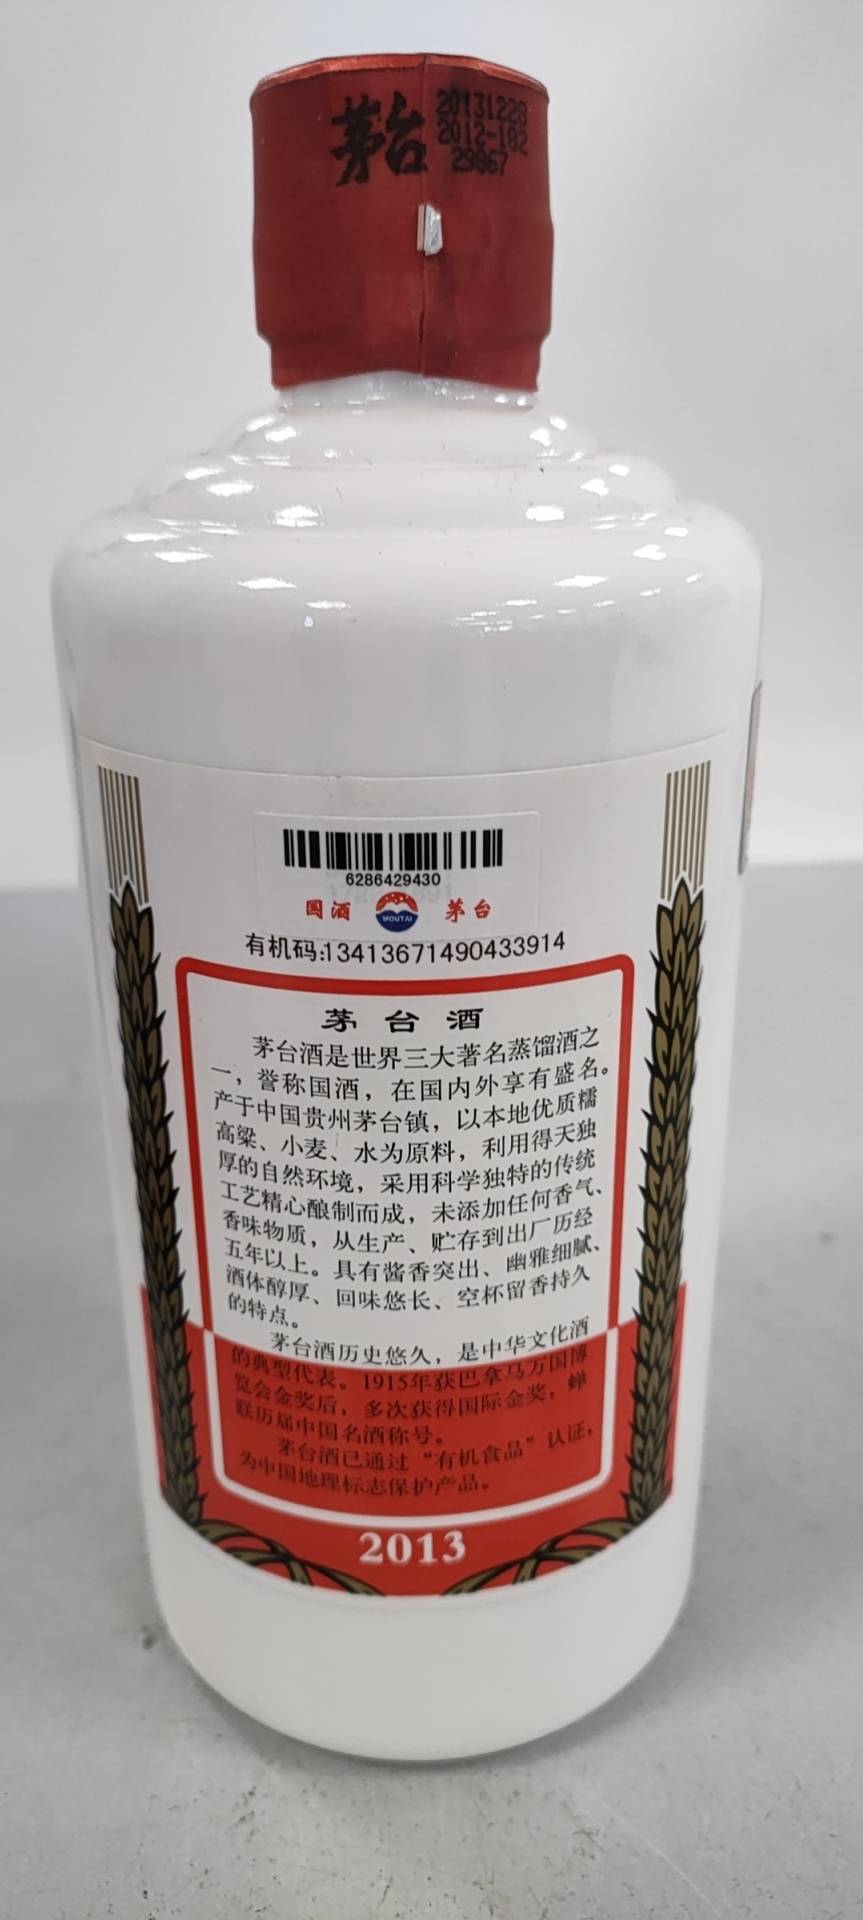 茅台
20131228
2012-182
29867
6286429430
国酒 MOUTAI 茅台
有机码:13413671490433914
茅台酒
茅台酒是世界三大著名蒸馏酒之
一，誉称国酒，在国内外享有盛名。
产于中国贵州茅台镇，以本地优质糯
高粱、小麦、水为原料，利用得天独
厚的自然环境，采用科学独特的传统
工艺精心酿制而成，未添加任何香气、
香味物质，从生产、贮存到出厂历经
五年以上。具有酱香突出、幽雅细腻、
酒体醇厚、回味悠长、空杯留香持久
的特点。
茅台酒历史悠久，是中华文化酒
的典型代表。1915年获巴拿马万国博
览会金奖后，多次获得国际金奖，蝉
联历届中国名酒称号。
茅台酒已通过“有机食品”认证，
为中国地理标志保护产品。
2013